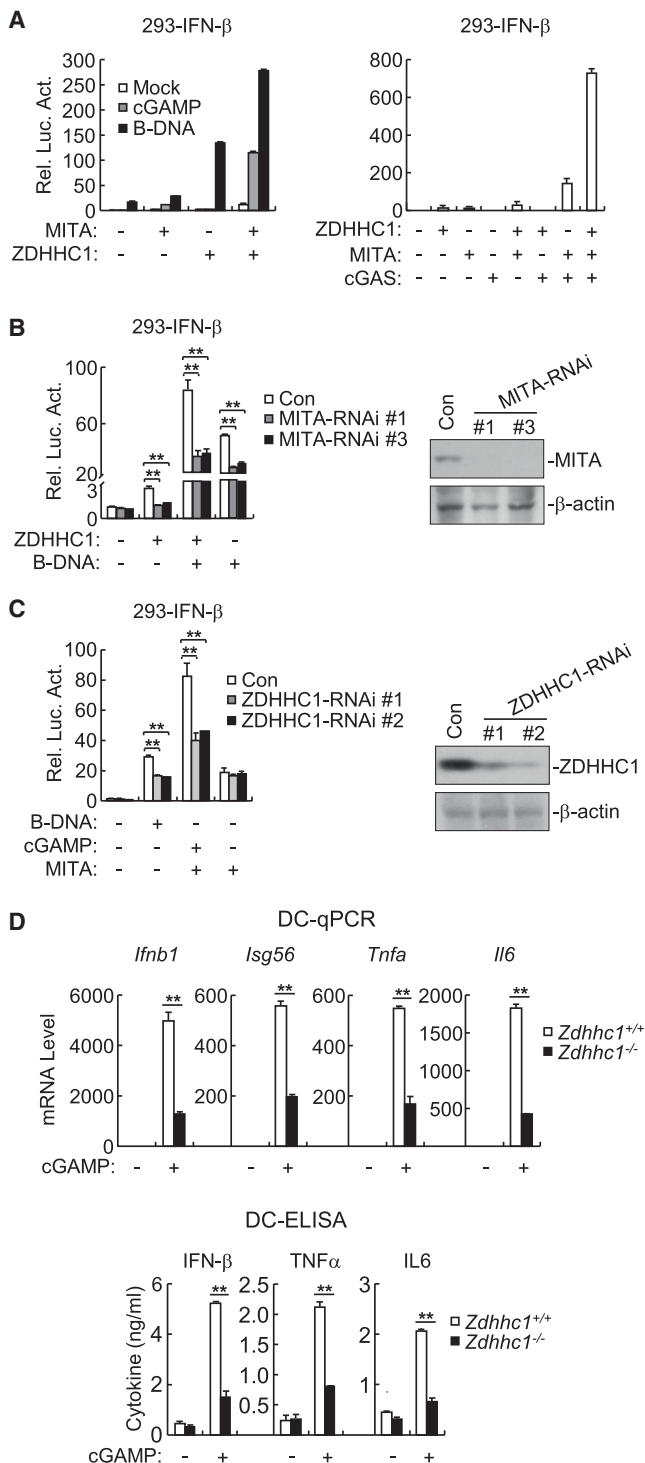 A
293-IFN-β
Rel. Luc. Act.
300
250
200
150
100
50
0
Mock
cGAMP
B-DNA
MITA: - + - +
ZDHHC1: - - + +
293-IFN-β
800
600
400
200
0
ZDHHC1: - + - - + + - +
MITA: - - + - + - + +
cGAS: - - - + - + + +
B
293-IFN-β
Rel. Luc. Act.
100
60
20
3
0
** ** ** ** ** **
Con
MITA-RNAi #1
MITA-RNAi #3
ZDHHC1: - + + -
B-DNA: - - + +
Con
MITA-RNAi
#1 #3
-MITA
-β-actin
C
293-IFN-β
Rel. Luc. Act.
100
80
60
40
20
0
** ** ** **
Con
ZDHHC1-RNAi #1
ZDHHC1-RNAi #2
B-DNA: - + - -
cGAMP: - - + -
MITA: - - + +
Con
ZDHHC1-RNAi
#1 #2
-ZDHHC1
-β-actin
D
DC-qPCR
Ifnb1 Isg56 Tnfa Il6
mRNA Level
6000
4000
2000
0
600
400
200
600
400
200
2000
1500
1000
500
** ** ** **
Zdhhc1+/+
Zdhhc1-/-
cGAMP: - + - + - + - +
DC-ELISA
IFN-β TNFα IL6
Cytokine (ng/ml)
6
4
2
0
2.5
2.0
1.5
1.0
0.5
3
2
1
** ** **
Zdhhc1+/+
Zdhhc1-/-
cGAMP: - + - + - +